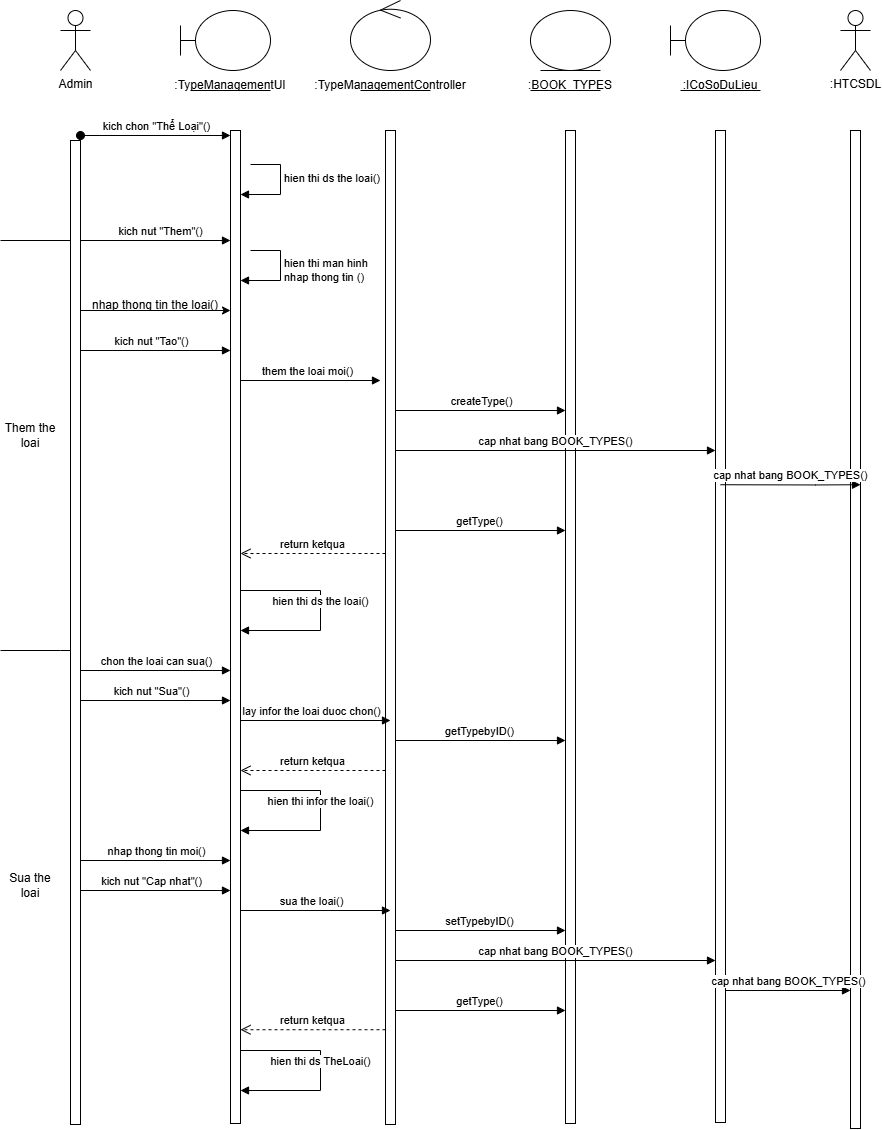 Admin
:TypeManagementUI
:TypeManagementController
:BOOK_TYPES
:ICoSoDuLieu
:HTCSDL
kich chon "Thể Loại"()
hien thi ds the loai()
kich nut "Them"()
hien thi man hinh
nhap thong tin ()
nhap thong tin the loai()
kich nut "Tao"()
them the loai moi()
createType()
Them the
loai
cap nhat bang BOOK_TYPES()
cap nhat bang BOOK_TYPES()
getType()
return ketqua
hien thi ds the loai()
chon the loai can sua()
kich nut "Sua"()
lay infor the loai duoc chon()
getTypebyID()
return ketqua
hien thi infor the loai()
nhap thong tin moi()
Sua the
loai
kich nut "Cap nhat"()
sua the loai()
setTypebyID()
cap nhat bang BOOK_TYPES()
cap nhat bang BOOK_TYPES()
getType()
return ketqua
hien thi ds TheLoai()